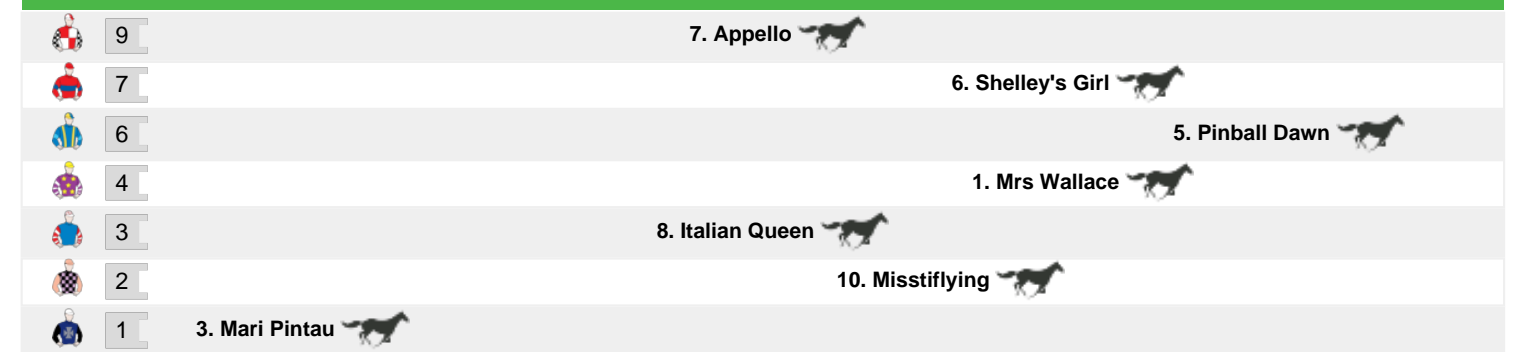 9 7. Appello
7 6. Shelley's Girl
6 5. Pinball Dawn
4 1. Mrs Wallace
3 8. Italian Queen
2 10. Misstiflying
1 3. Mari Pintau